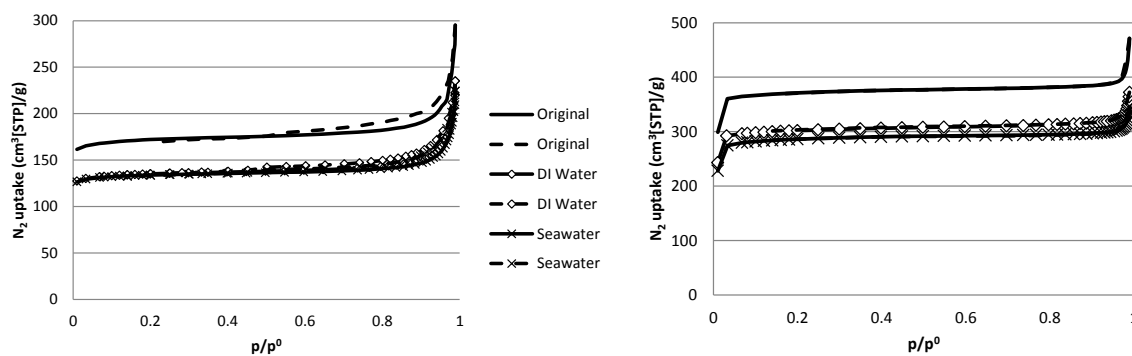 300
250
200
150
100
50
0
N₂ uptake (cm³[STP]/g)
0 0.2 0.4 0.6 0.8 1
p/p⁰
Original
Original
DI Water
DI Water
Seawater
Seawater
500
400
300
200
100
0
N₂ uptake (cm³[STP]/g)
0 0.2 0.4 0.6 0.8 1
p/p⁰